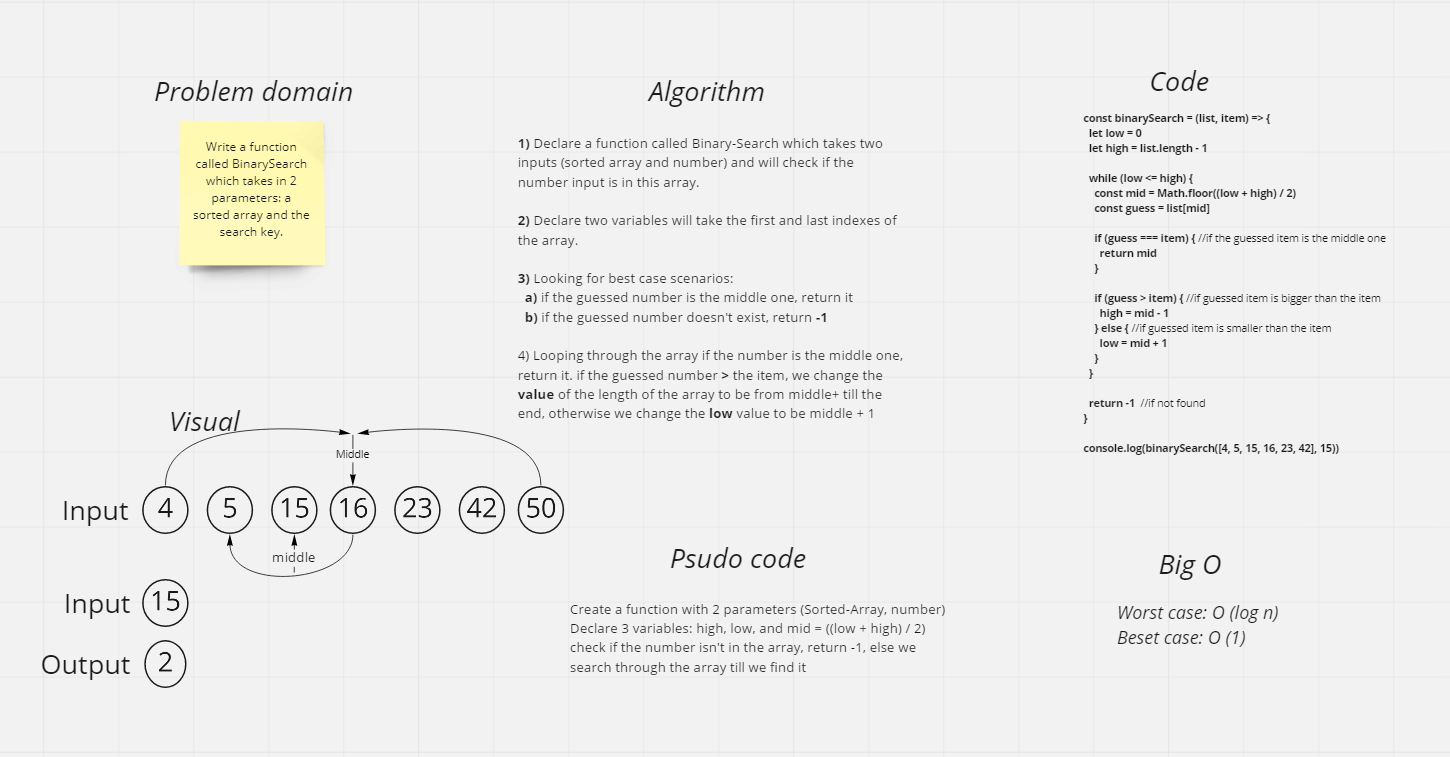 Problem domain
Write a function
called BinarySearch
which takes in 2
parameters: a
sorted array and the
search key.
Algorithm
1) Declare a function called Binary-Search which takes two
inputs (sorted array and number) and will check if the
number input is in this array.
2) Declare two variables will take the first and last indexes of
the array.
3) Looking for best case scenarios:
a) if the guessed number is the middle one, return it
b) if the guessed number doesn't exist, return -1
4) Looping through the array if the number is the middle one,
return it. if the guessed number > the item, we change the
value of the length of the array to be from middle+ till the
end, otherwise we change the low value to be middle + 1
Code
const binarySearch = (list, item) => {
let low = 0
let high = list.length - 1
while (low <= high) {
const mid = Math.floor((low + high) / 2)
const guess = list[mid]
if (guess === item) { //if the guessed item is the middle one
return mid
}
if (guess > item) { //if guessed item is bigger than the item
high = mid - 1
} else { //if guessed item is smaller than the item
low = mid + 1
}
}
return -1 //if not found
}
console.log(binarySearch([4, 5, 15, 16, 23, 42], 15))
Visual
Middle
Input 4 5 15 16 23 42 50
middle
Input 15
Output 2
Psudo code
Create a function with 2 parameters (Sorted-Array, number)
Declare 3 variables: high, low, and mid = ((low + high) / 2)
check if the number isn't in the array, return -1, else we
search through the array till we find it
Big O
Worst case: O (log n)
Beset case: O (1)